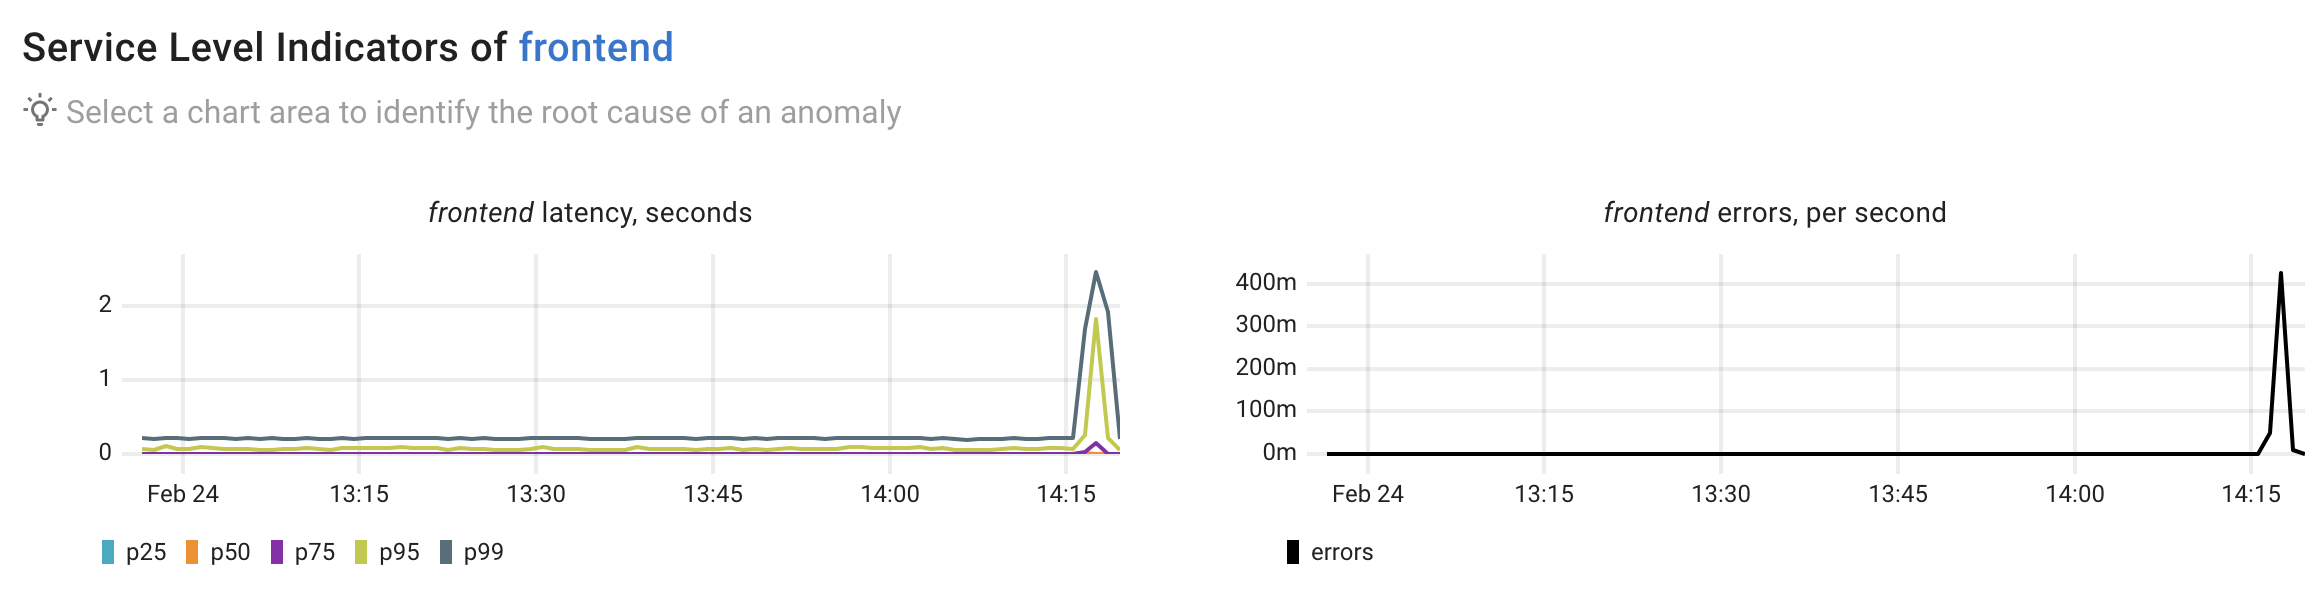 Service Level Indicators of frontend
Select a chart area to identify the root cause of an anomaly
frontend latency, seconds
2
1
0
Feb 24 13:15 13:30 13:45 14:00 14:15
p25 p50 p75 p95 p99
frontend errors, per second
400m
300m
200m
100m
0m
Feb 24 13:15 13:30 13:45 14:00 14:15
errors